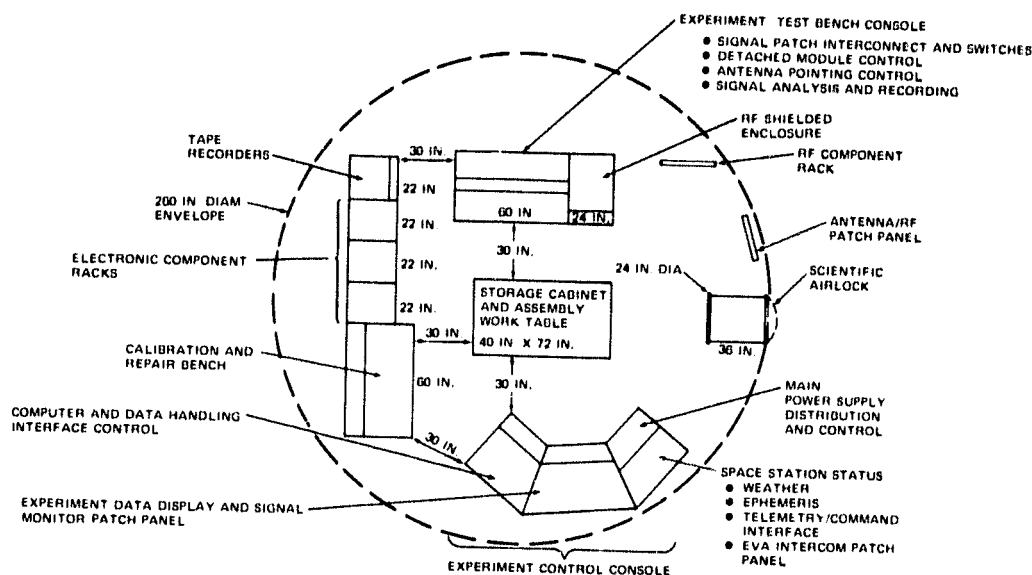 EXPERIMENT TEST BENCH CONSOLE
● SIGNAL PATCH INTERCONNECT AND SWITCHES
● DETACHED MODULE CONTROL
● ANTENNA POINTING CONTROL
● SIGNAL ANALYSIS AND RECORDING
RF SHIELDED
ENCLOSURE
RF COMPONENT
RACK
TAPE
RECORDERS
30 IN.
22 IN.
200 IN. DIAM
ENVELOPE
22 IN.
60 IN
24 IN.
ANTENNA/RF
PATCH PANEL
ELECTRONIC COMPONENT
RACKS
22 IN.
30 IN.
24 IN. DIA
SCIENTIFIC
AIRLOCK
22 IN.
STORAGE CABINET
AND ASSEMBLY
WORK TABLE
40 IN X 72 IN.
30 IN.
36 IN.
CALIBRATION AND
REPAIR BENCH
60 IN.
30 IN.
MAIN
POWER SUPPLY
DISTRIBUTION
AND CONTROL
COMPUTER AND DATA HANDLING
INTERFACE CONTROL
30 IN.
SPACE STATION STATUS
● WEATHER
● EPHEMERIS
● TELEMETRY/COMMAND
INTERFACE
● EVA INTERCOM PATCH
PANEL
EXPERIMENT DATA DISPLAY AND SIGNAL
MONITOR PATCH PANEL
EXPERIMENT CONTROL CONSOLE